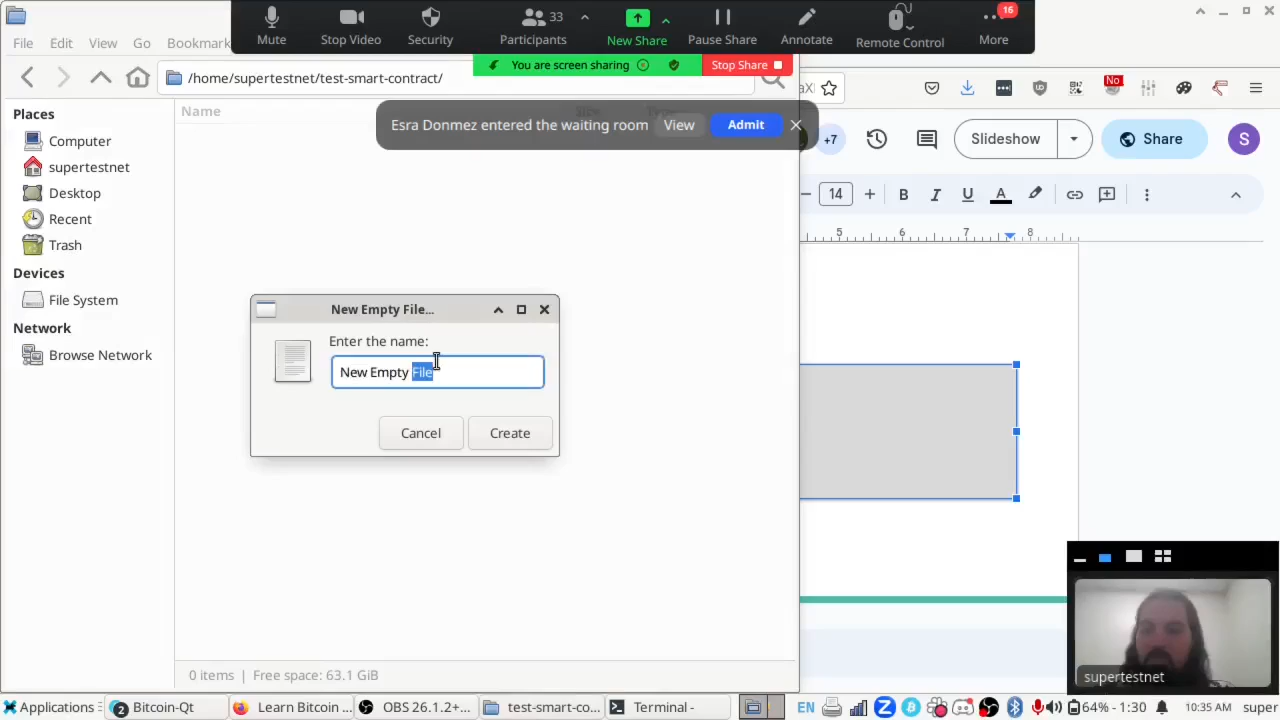 Mute
Stop Video
Security
Participants
33
New Share
Pause Share
Annotate
Remote Control
16
More
You are screen sharing
Stop Share
Esra Donmez entered the waiting room
View
Admit
File Edit View Go Bookmark
/home/supertestnet/test-smart-contract/
Name
Size
Type
Places
Computer
supertestnet
Desktop
Recent
Trash
Devices
File System
Network
Browse Network
New Empty File...
Enter the name:
New Empty File
Cancel
Create
0 items | Free space: 63.1 GiB
No
+7
Slideshow
Share
S
14
B I U A
5 6 7 8
supertestnet
Applications
2 Bitcoin-Qt
Learn Bitcoin ...
OBS 26.1.2+...
test-smart-co...
Terminal -
EN
64% - 1:30
10:35 AM
super